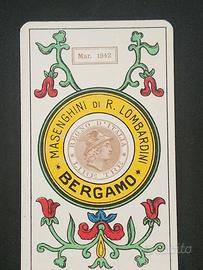 Mar. 1942
MASENGHINI DI R. LOMBARDINI
BERGAMO
REGNO D'ITALIA